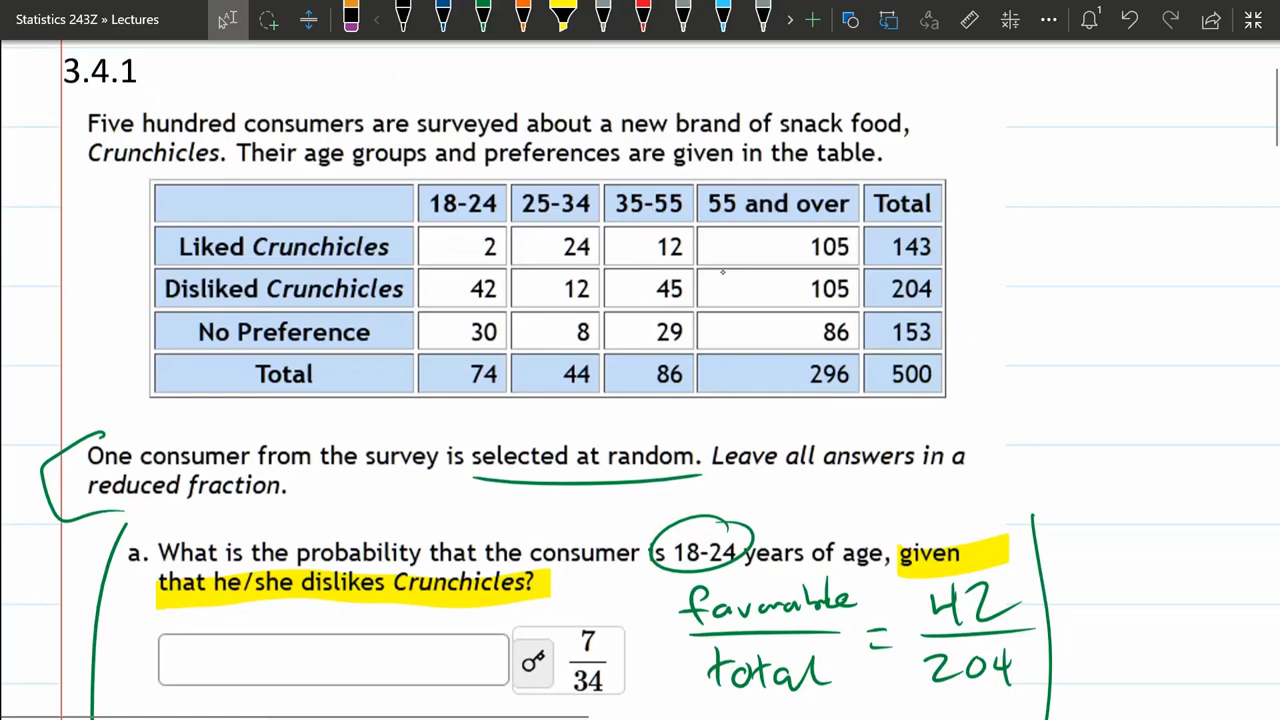 Statistics 243Z » Lectures
3.4.1
Five hundred consumers are surveyed about a new brand of snack food,
Crunchicles. Their age groups and preferences are given in the table.
18-24 25-34 35-55 55 and over Total
Liked Crunchicles 2 24 12 105 143
Disliked Crunchicles 42 12 45 105 204
No Preference 30 8 29 86 153
Total 74 44 86 296 500
One consumer from the survey is selected at random. Leave all answers in a
reduced fraction.
a. What is the probability that the consumer is 18-24 years of age, given
that he/she dislikes Crunchicles?
favorable
total
=
42
204
7
34